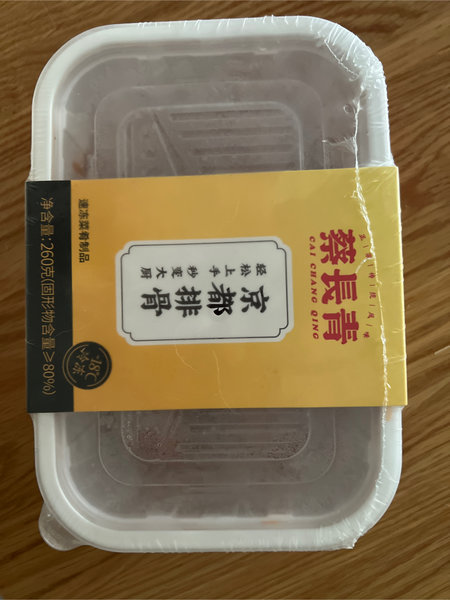 蔡長青
CAI CHANG QING
京都排骨
轻松上手 秒变大厨
速冻菜肴制品
净含量:260克(固形物含量≥80%)
-18℃
冷冻